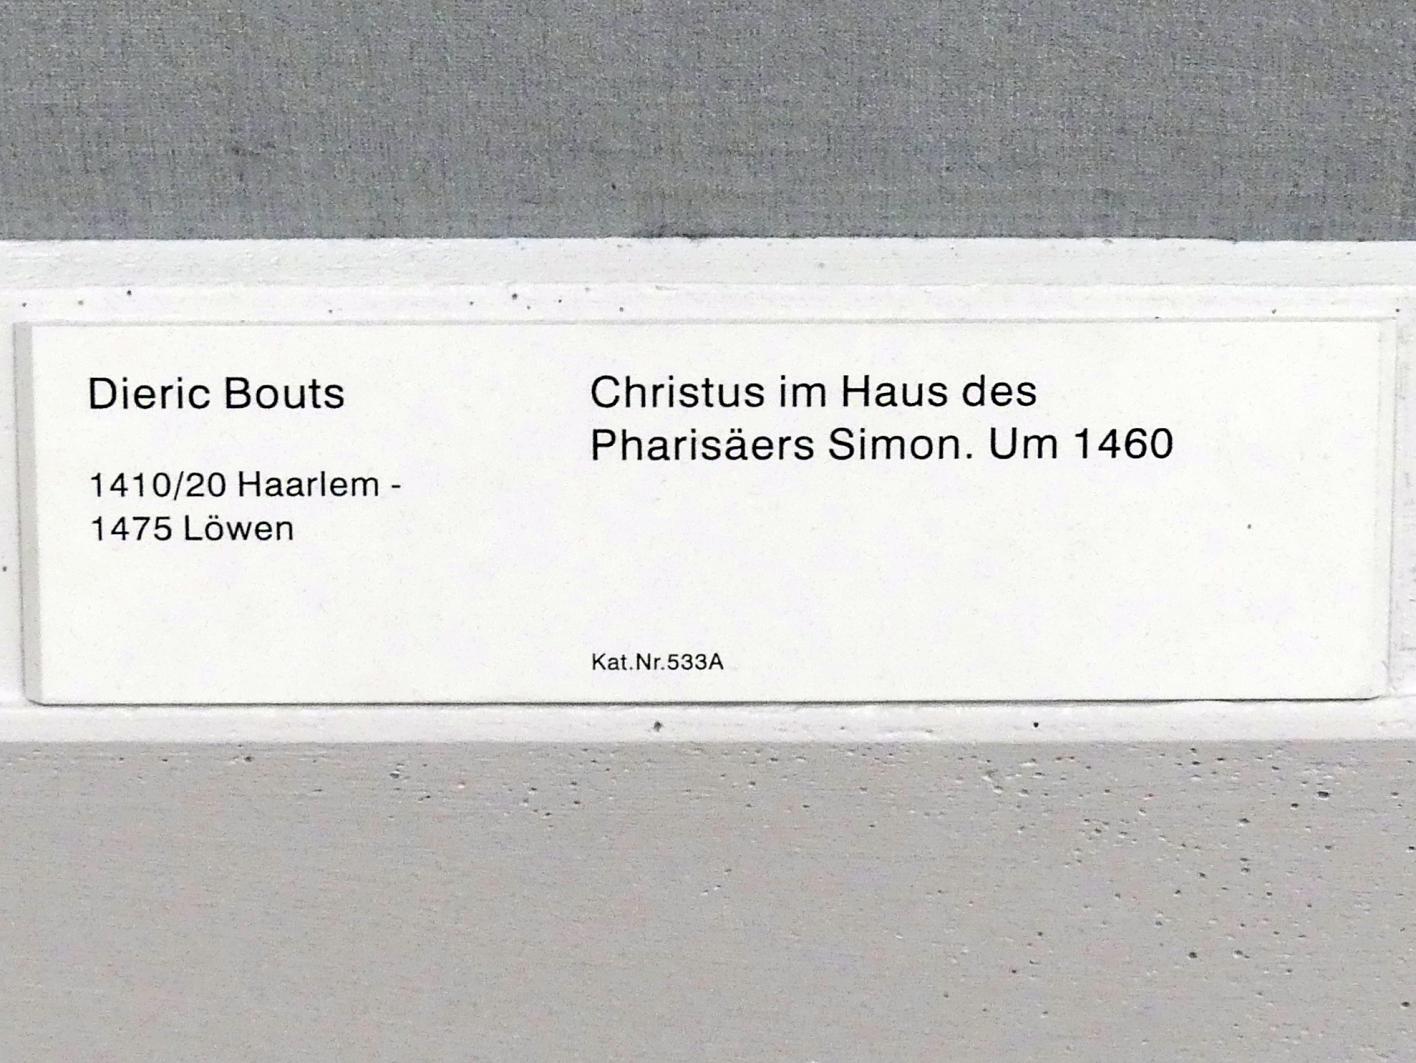 Dieric Bouts
1410/20 Haarlem -
1475 Löwen
Christus im Haus des
Pharisäers Simon. Um 1460
Kat.Nr.533A